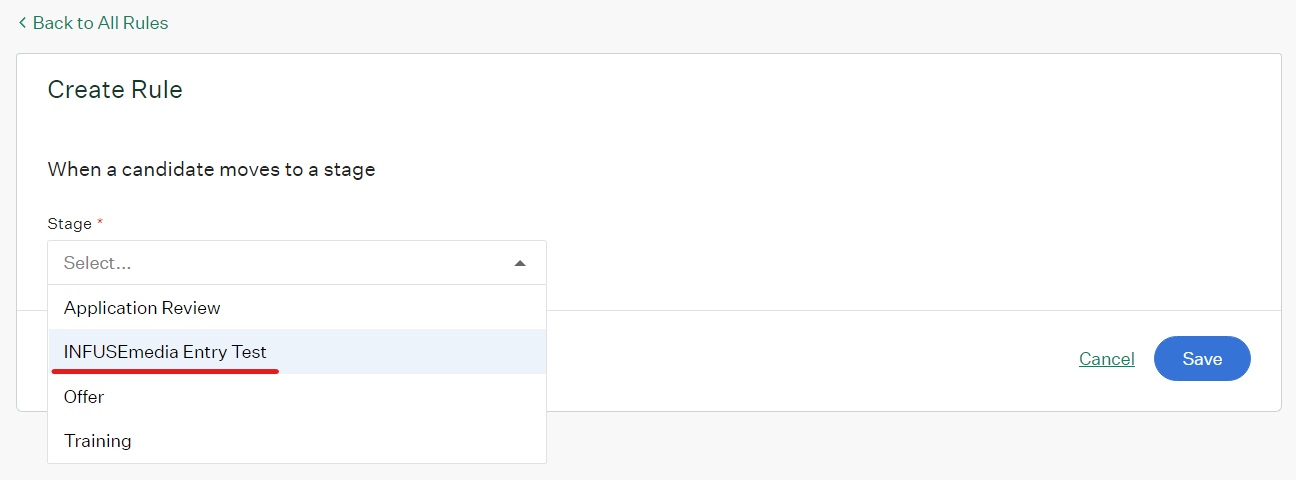 Back to All Rules
Create Rule
When a candidate moves to a stage
Stage *
Select...
Application Review
INFUSEmedia Entry Test
Offer
Training
Cancel
Save